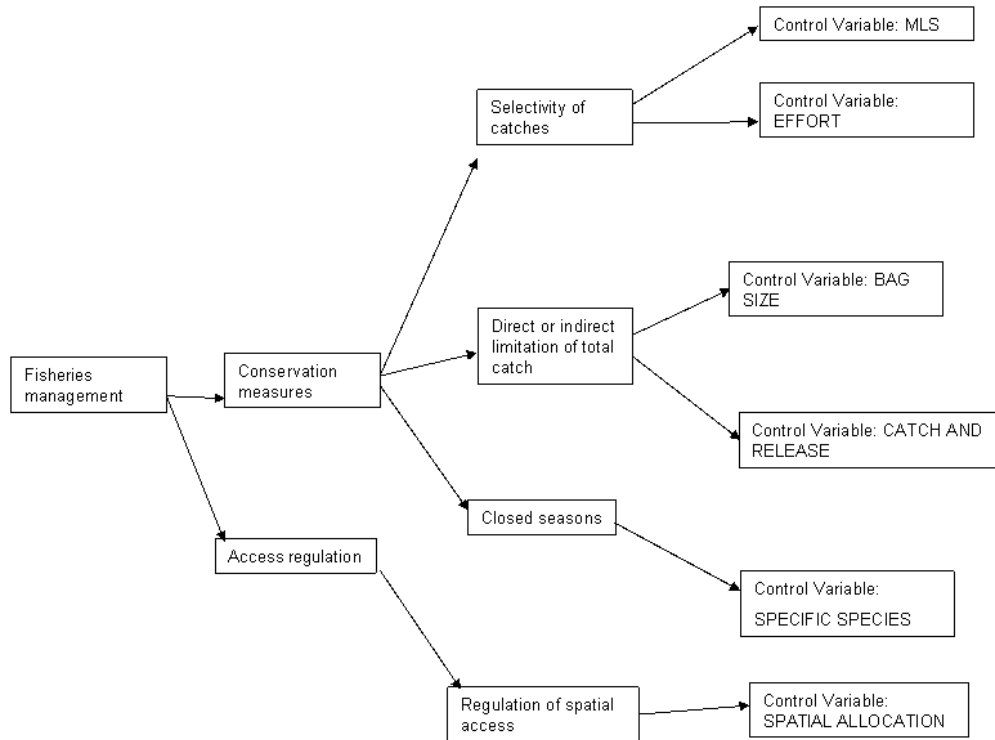 Control Variable: MLS
Selectivity of
catches
Control Variable:
EFFORT
Control Variable: BAG
SIZE
Direct or indirect
limitation of total
catch
Fisheries
management
Conservation
measures
Control Variable: CATCH AND
RELEASE
Closed seasons
Access regulation
Control Variable:
SPECIFIC SPECIES
Regulation of spatial
access
Control Variable:
SPATIAL ALLOCATION